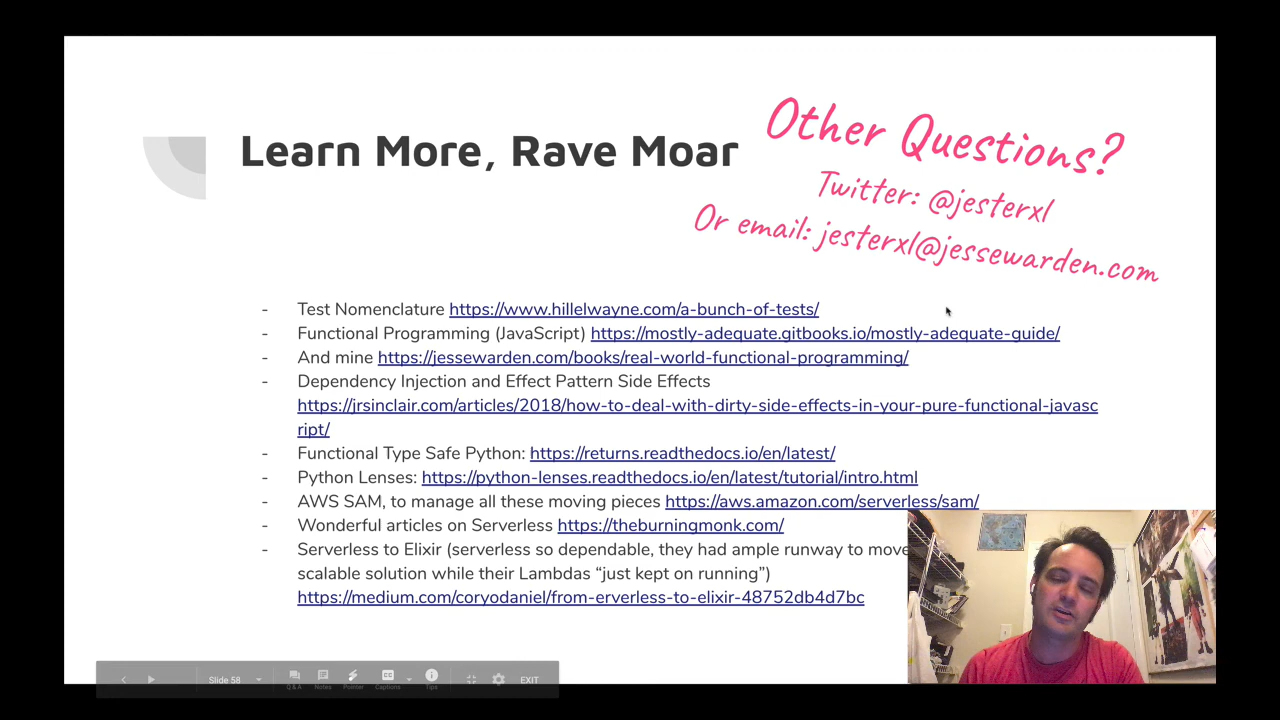 Learn More, Rave Moar
Other Questions?
Twitter: @jesterxl
Or email: jesterxl@jessewarden.com
- Test Nomenclature https://www.hillelwayne.com/a-bunch-of-tests/
- Functional Programming (JavaScript) https://mostly-adequate.gitbooks.io/mostly-adequate-guide/
- And mine https://jessewarden.com/books/real-world-functional-programming/
- Dependency Injection and Effect Pattern Side Effects
https://jrsinclair.com/articles/2018/how-to-deal-with-dirty-side-effects-in-your-pure-functional-javasc
ript/
- Functional Type Safe Python: https://returns.readthedocs.io/en/latest/
- Python Lenses: https://python-lenses.readthedocs.io/en/latest/tutorial/intro.html
- AWS SAM, to manage all these moving pieces https://aws.amazon.com/serverless/sam/
- Wonderful articles on Serverless https://theburningmonk.com/
- Serverless to Elixir (serverless so dependable, they had ample runway to move
scalable solution while their Lambdas “just kept on running”)
https://medium.com/coryodaniel/from-erverless-to-elixir-48752db4d7bc
Slide 58
Q & A
Notes
Pointer
CC
Captions
Tips
EXIT